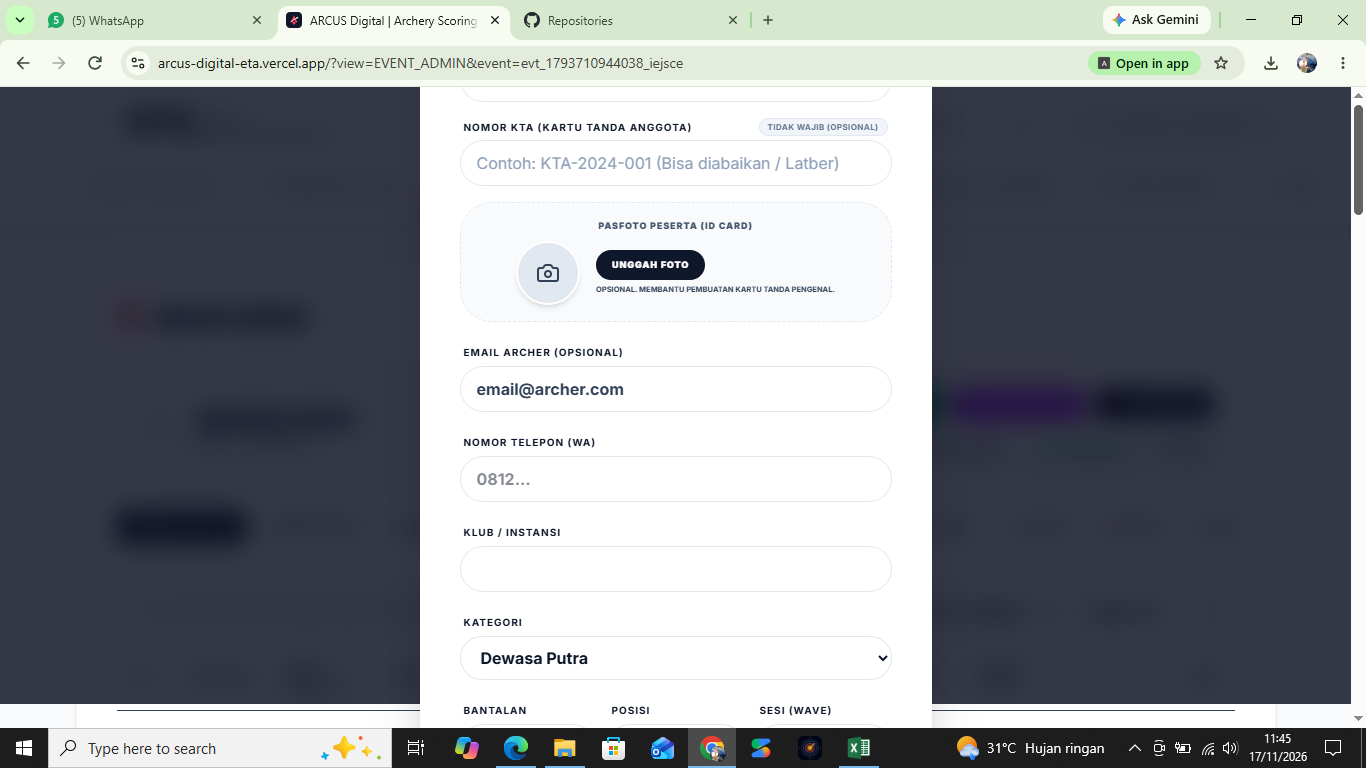 (5) WhatsApp
ARCUS Digital | Archery Scoring
Repositories
Ask Gemini
arcus-digital-eta.vercel.app/?view=EVENT_ADMIN&event=evt_1793710944038_iejsce
Open in app
NOMOR KTA (KARTU TANDA ANGGOTA)
TIDAK WAJIB (OPSIONAL)
Contoh: KTA-2024-001 (Bisa diabaikan / Latber)
PASFOTO PESERTA (ID CARD)
UNGGAH FOTO
OPSIONAL. MEMBANTU PEMBUATAN KARTU TANDA PENGENAL.
EMAIL ARCHER (OPSIONAL)
email@archer.com
NOMOR TELEPON (WA)
0812...
KLUB / INSTANSI
KATEGORI
Dewasa Putra
BANTALAN POSISI SESI (WAVE)
Type here to search
31°C Hujan ringan
11:45
17/11/2026